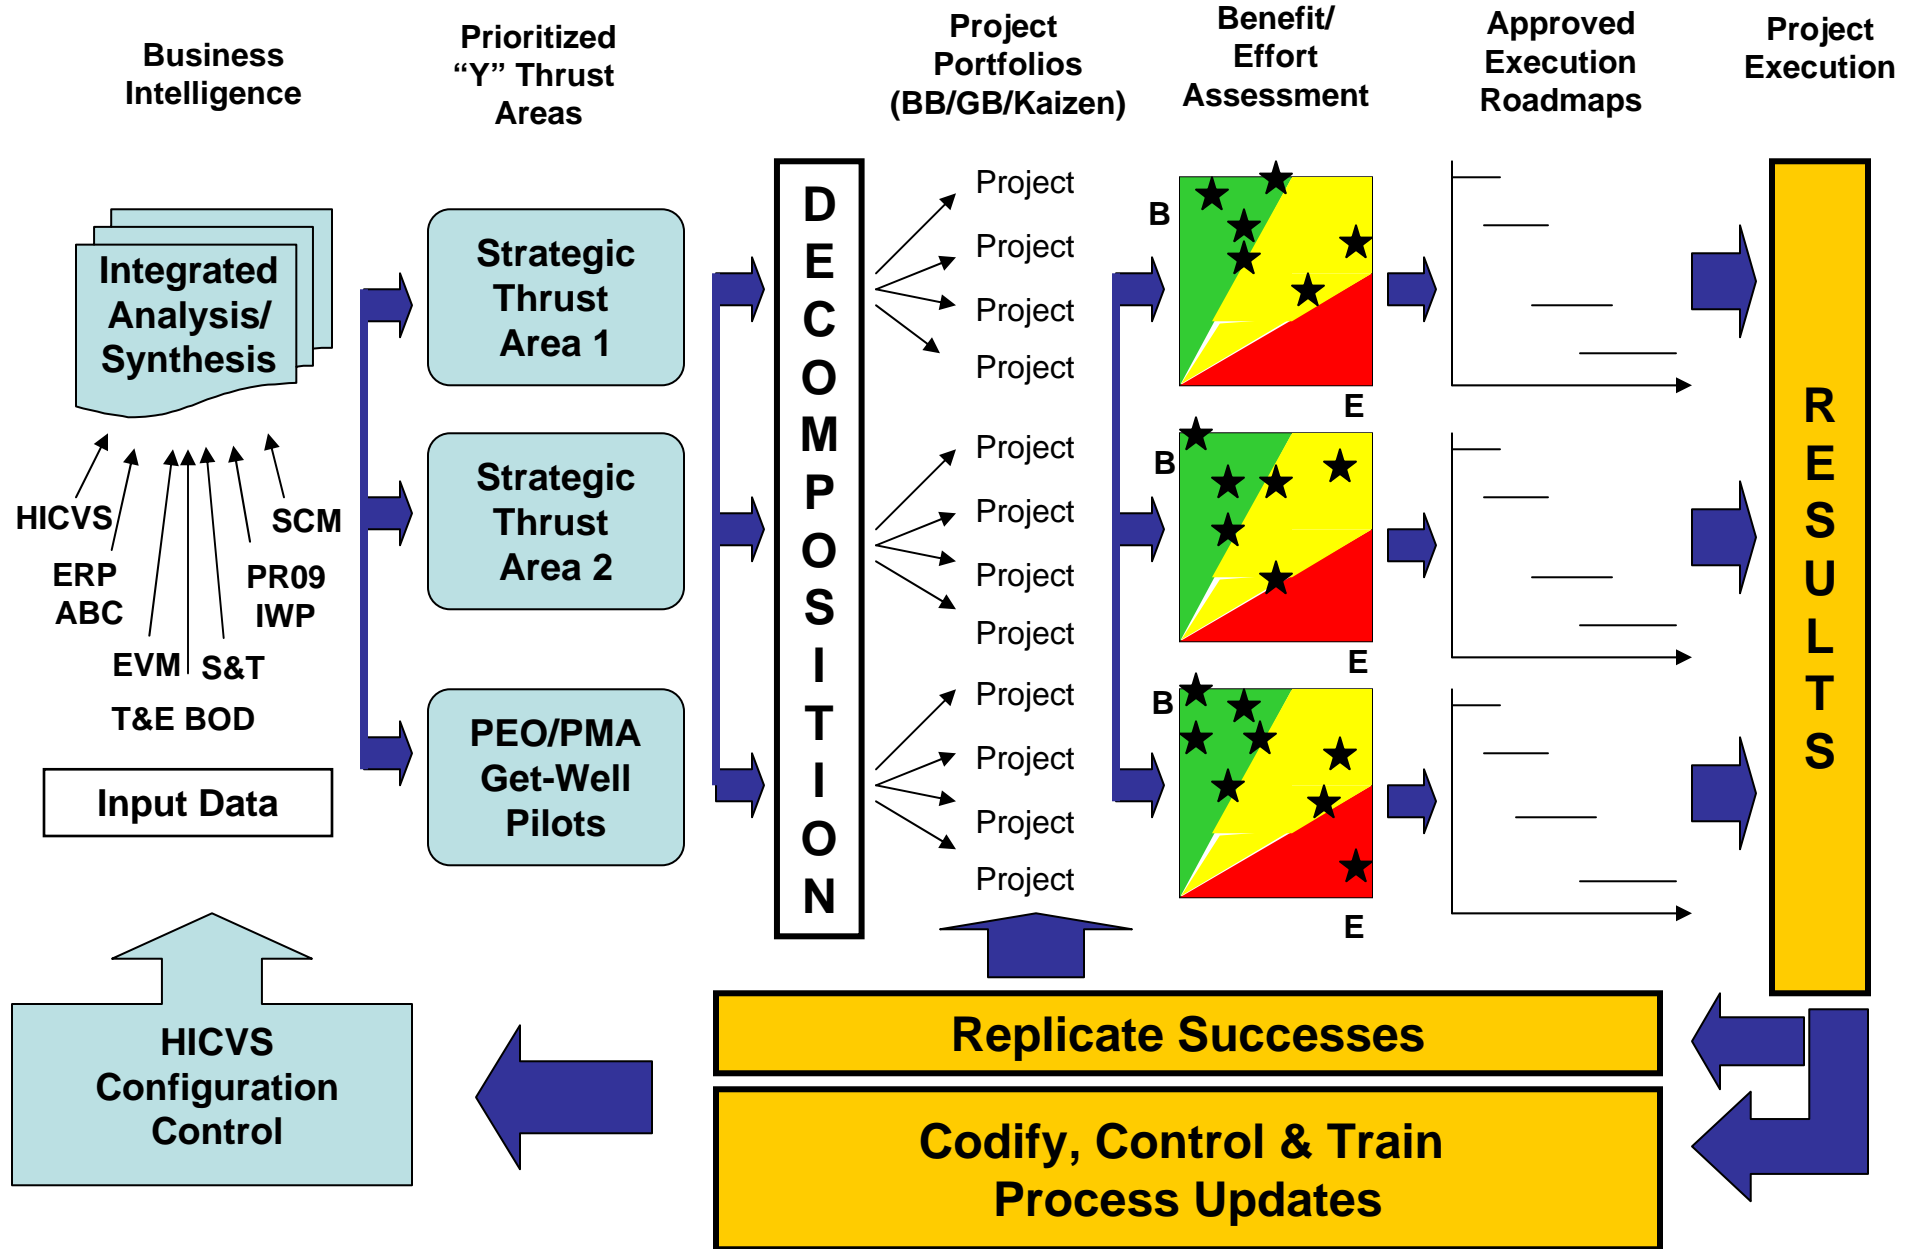 Business
Intelligence
Prioritized
“Y” Thrust
Areas
Project
Portfolios
(BB/GB/Kaizen)
Benefit/
Effort
Assessment
Approved
Execution
Roadmaps
Project
Execution
Integrated
Analysis/
Synthesis
HICVS
SCM
ERP
ABC
PR09
IWP
EVM
S&T
T&E BOD
Input Data
Strategic
Thrust
Area 1
Strategic
Thrust
Area 2
PEO/PMA
Get-Well
Pilots
D
E
C
O
M
P
O
S
I
T
I
O
N
Project
Project
Project
Project
Project
Project
Project
Project
Project
Project
Project
Project
B
E
B
E
B
E
R
E
S
U
L
T
S
HICVS
Configuration
Control
Replicate Successes
Codify, Control & Train
Process Updates